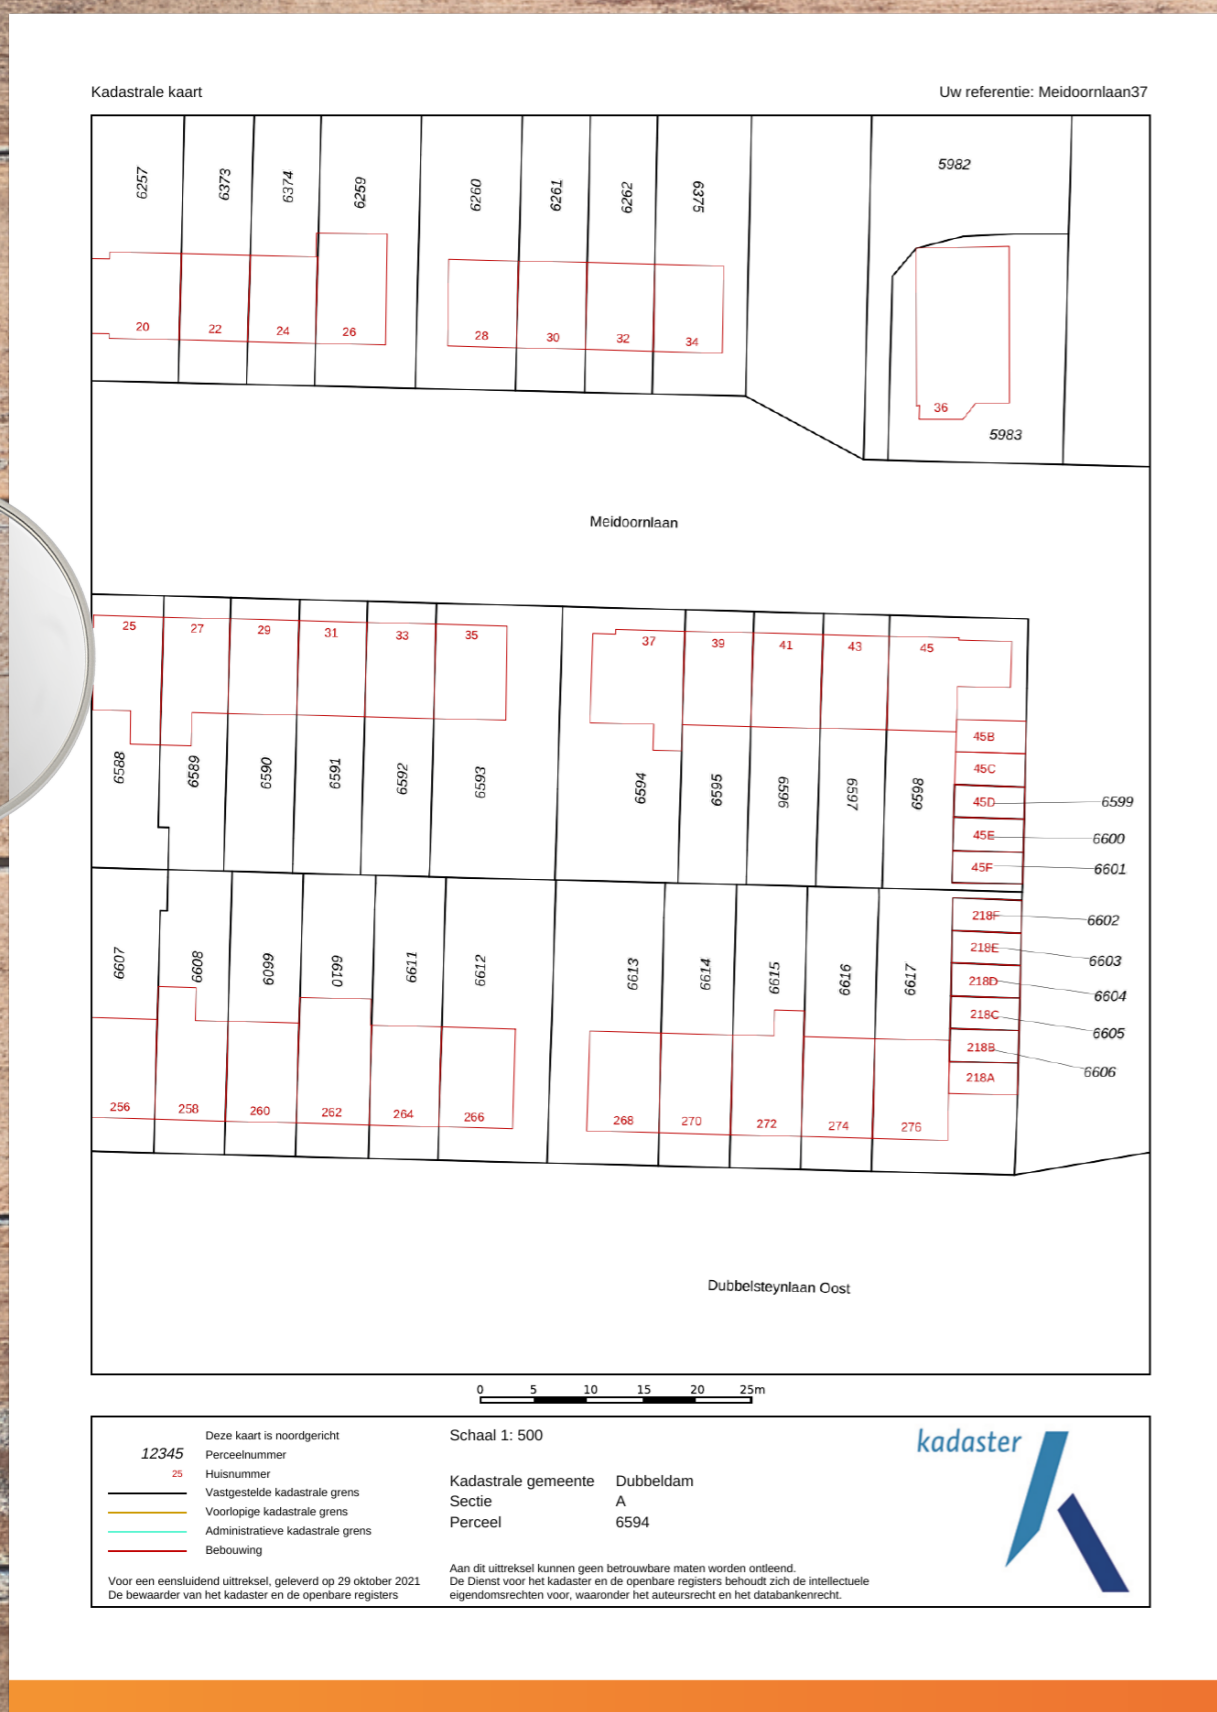 Kadastrale kaart
Uw referentie: Meidoornlaan37
5982
6257
6373
6374
6259
6260
6261
6262
6375
20
22
24
26
28
30
32
34
36
5983
Meidoornlaan
25
27
29
31
33
35
37
39
41
43
45
45B
45C
45D
45E
45F
6588
6589
6590
6591
6592
6593
6594
6595
6596
6597
6598
6599
6600
6601
218F
218E
218D
218C
218B
218A
6602
6603
6604
6605
6606
6607
6608
6609
6610
6611
6612
6613
6614
6615
6616
6617
256
258
260
262
264
266
268
270
272
274
276
Dubbelsteynlaan Oost
0 5 10 15 20 25m
Deze kaart is noordgericht
12345 Perceelnummer
25 Huisnummer
Vastgestelde kadastrale grens
Voorlopige kadastrale grens
Administratieve kadastrale grens
Bebouwing
Voor een eensluidend uittreksel, geleverd op 29 oktober 2021
De bewaarder van het kadaster en de openbare registers
Schaal 1: 500
Kadastrale gemeente Dubbeldam
Sectie A
Perceel 6594
Aan dit uittreksel kunnen geen betrouwbare maten worden ontleend.
De Dienst voor het kadaster en de openbare registers behoudt zich de intellectuele
eigendomsrechten voor, waaronder het auteursrecht en het databankenrecht.
kadaster